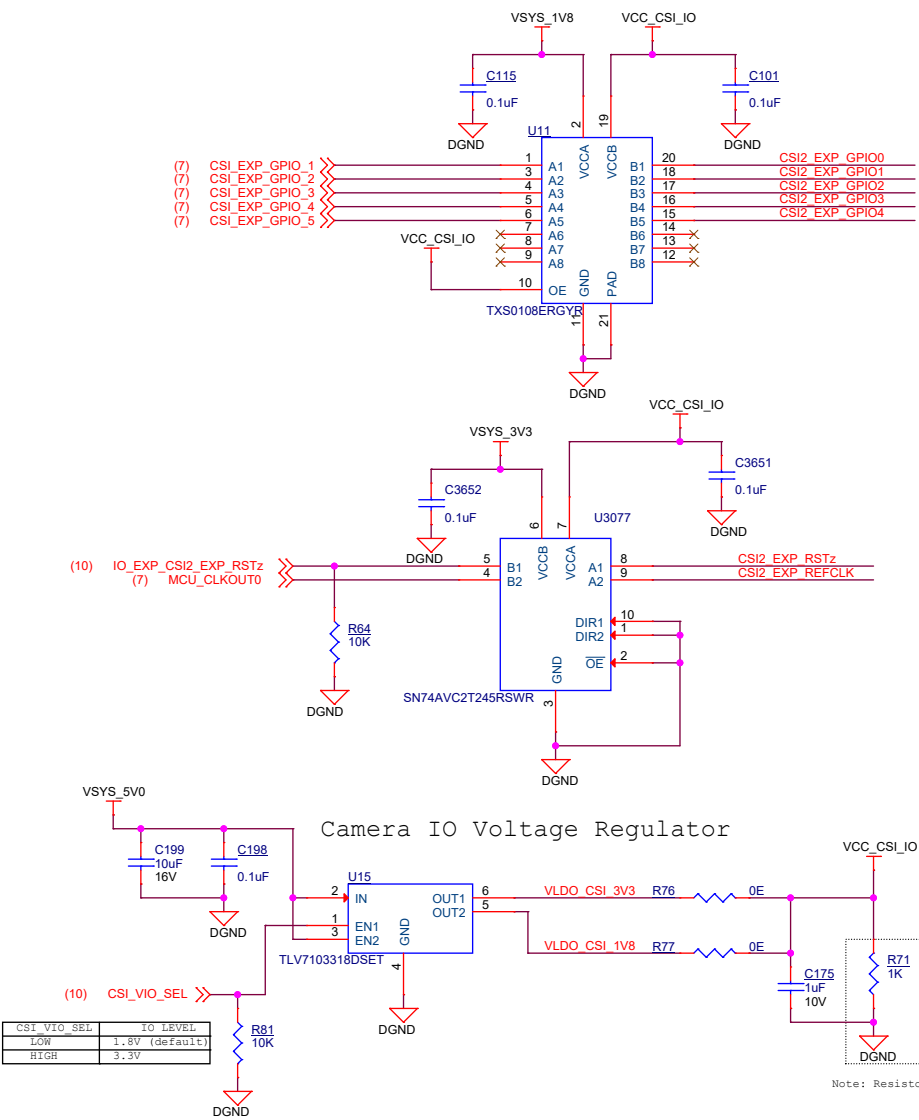 VSYS_1V8 VCC_CSI_IO
C115 0.1uF DGND
C101 0.1uF DGND
U11
2 VCCA 19 VCCB
(7) CSI_EXP_GPIO_1 1 A1 B1 20 CSI2_EXP_GPIO0
(7) CSI_EXP_GPIO_2 3 A2 B2 18 CSI2_EXP_GPIO1
(7) CSI_EXP_GPIO_3 4 A3 B3 17 CSI2_EXP_GPIO2
(7) CSI_EXP_GPIO_4 5 A4 B4 16 CSI2_EXP_GPIO3
(7) CSI_EXP_GPIO_5 6 A5 B5 15 CSI2_EXP_GPIO4
7 A6 B6 14
8 A7 B7 13
9 A8 B8 12
VCC_CSI_IO
10 OE GND PAD
TXS0108ERGYR
11 21
DGND
VCC_CSI_IO
VSYS_3V3
C3651 0.1uF DGND
C3652 0.1uF DGND
U3077
6 VCCB 7 VCCA
(10) IO_EXP_CSI2_EXP_RSTz 5 B1 A1 8 CSI2_EXP_RSTz
(7) MCU_CLKOUT0 4 B2 A2 9 CSI2_EXP_REFCLK
DIR1 10
DIR2 1
OE 2
GND
R64
10K
DGND
SN74AVC2T245RSWR
3
DGND
VSYS_5V0
Camera IO Voltage Regulator
VCC_CSI_IO
C199 10uF 16V
C198 0.1uF
DGND
U15
2 IN OUT1 6 VLDO_CSI_3V3 R76 0E
1 EN1 OUT2 5 VLDO_CSI_1V8 R77 0E
3 EN2 GND
TLV7103318DSET
4
DGND
C175 1uF 10V
R71 1K
DGND
(10) CSI_VIO_SEL
R81
10K
DGND
CSI_VIO_SEL IO LEVEL
LOW 1.8V (default)
HIGH 3.3V
Note: Resisto